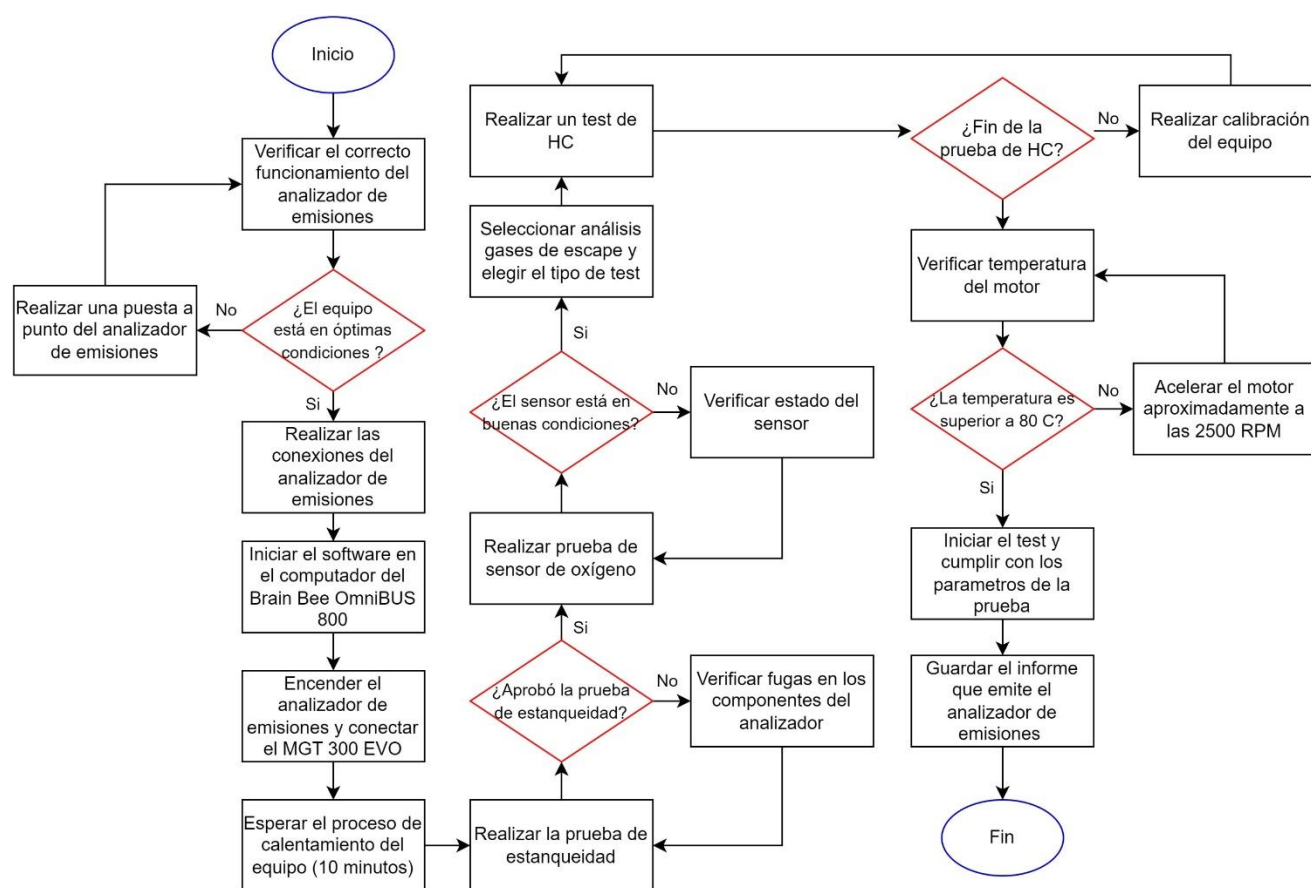 Inicio
Verificar el correcto
funcionamiento del
analizador de
emisiones
¿El equipo
está en óptimas
condiciones ?
No
Realizar una puesta a
punto del analizador
de emisiones
Si
Realizar las
conexiones del
analizador de
emisiones
Iniciar el software en
el computador del
Brain Bee OmniBUS
800
Encender el
analizador de
emisiones y conectar
el MGT 300 EVO
Esperar el proceso de
calentamiento del
equipo (10 minutos)
Realizar la prueba de
estanqueidad
¿Aprobó la prueba
de estanqueidad?
No
Verificar fugas en los
componentes del
analizador
Si
Realizar prueba de
sensor de oxígeno
¿El sensor está en
buenas condiciones?
No
Verificar estado del
sensor
Si
Seleccionar análisis
gases de escape y
elegir el tipo de test
Realizar un test de
HC
¿Fin de la
prueba de HC?
No
Realizar calibración
del equipo
Verificar temperatura
del motor
¿La temperatura es
superior a 80 C?
No
Acelerar el motor
aproximadamente a
las 2500 RPM
Si
Iniciar el test y
cumplir con los
parametros de la
prueba
Guardar el informe
que emite el
analizador de
emisiones
Fin